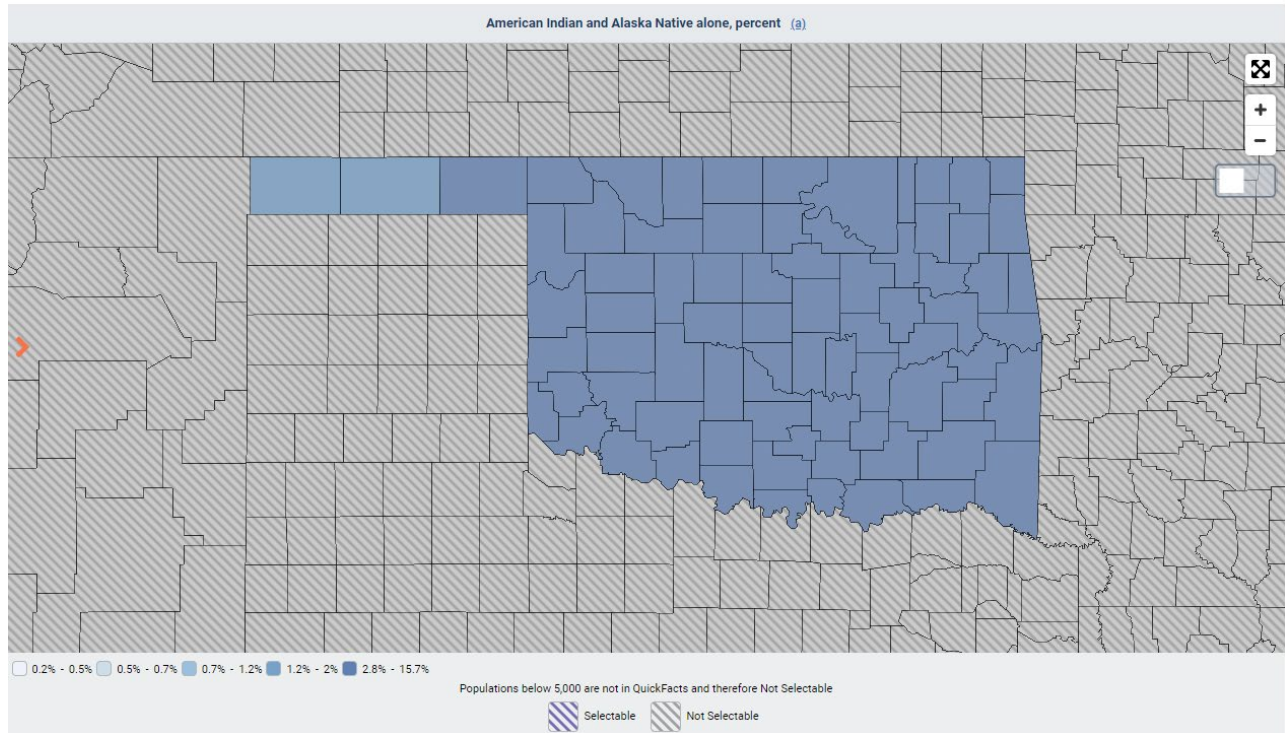 American Indian and Alaska Native alone, percent (a)
+
−
0.2% - 0.5% 0.5% - 0.7% 0.7% - 1.2% 1.2% - 2% 2.8% - 15.7%
Populations below 5,000 are not in QuickFacts and therefore Not Selectable
Selectable Not Selectable